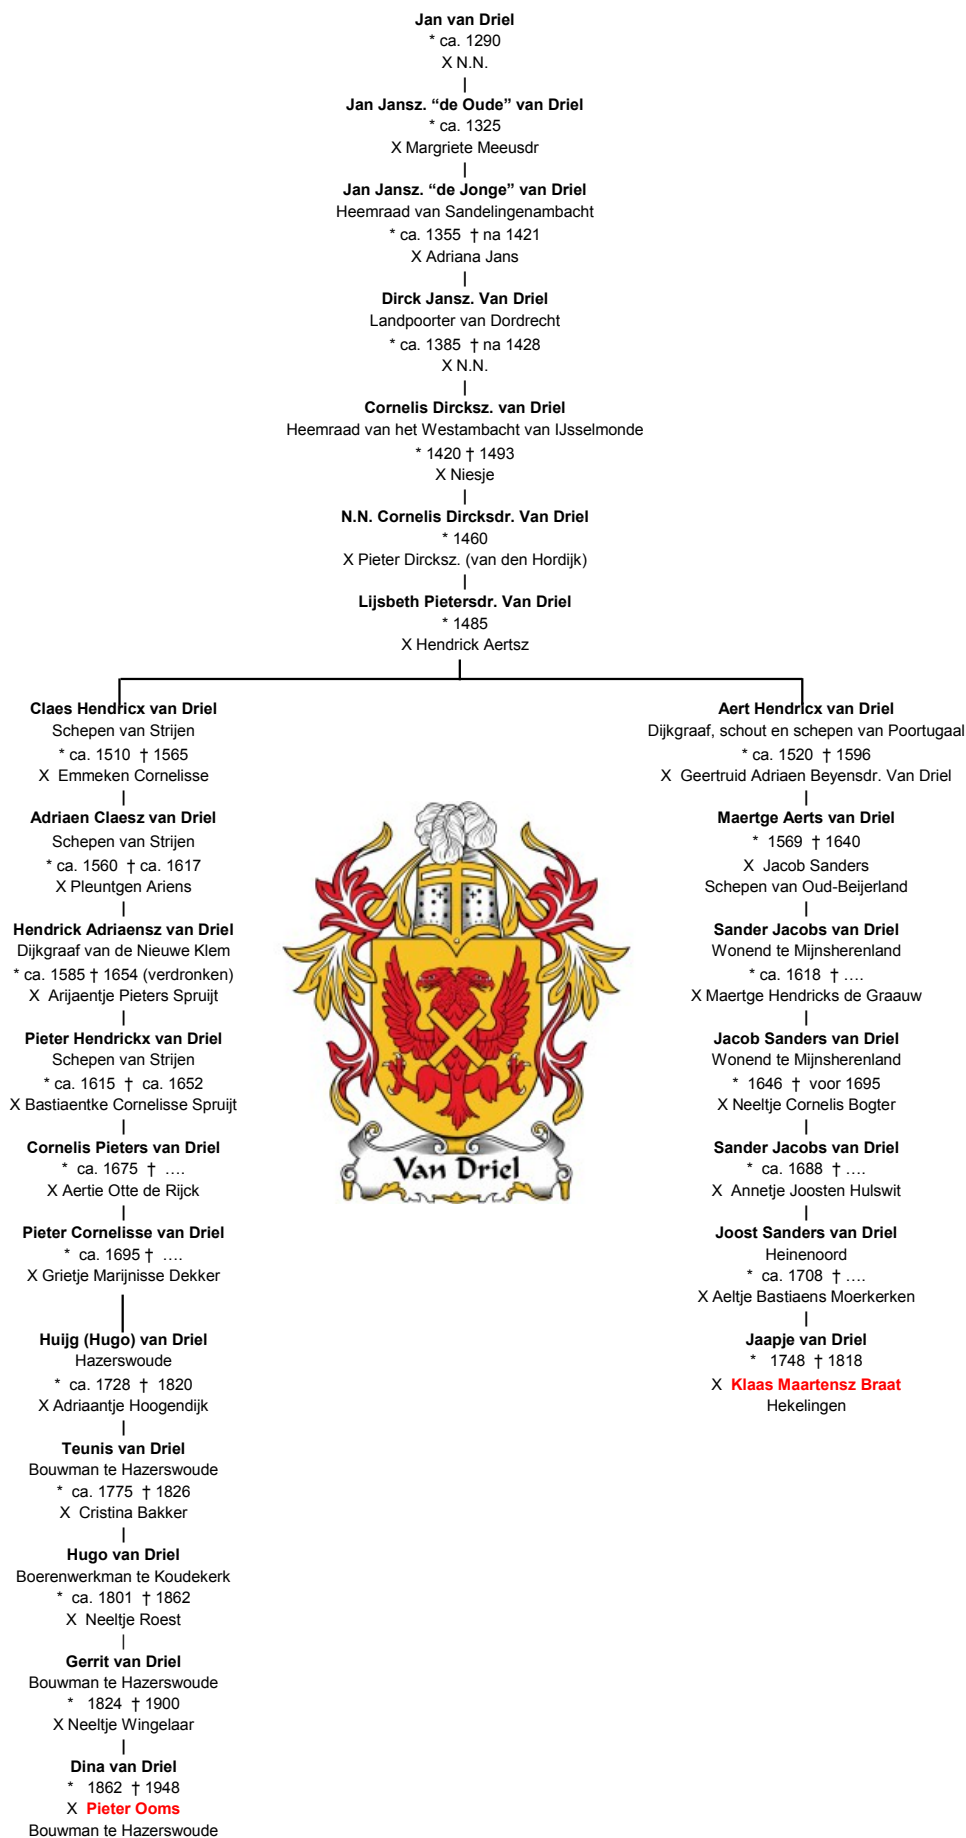 Jan van Driel
* ca. 1290
X N.N.
Jan Jansz. “de Oude” van Driel
* ca. 1325
X Margriete Meeusdr
Jan Jansz. “de Jonge” van Driel
Heemraad van Sandelingenambacht
* ca. 1355 † na 1421
X Adriana Jans
Dirck Jansz. Van Driel
Landpoorter van Dordrecht
* ca. 1385 † na 1428
X N.N.
Cornelis Dircksz. van Driel
Heemraad van het Westambacht van IJsselmonde
* 1420 † 1493
X Niesje
N.N. Cornelis Dircksdr. Van Driel
* 1460
X Pieter Dircksz. (van den Hordijk)
Lijsbeth Pietersdr. Van Driel
* 1485
X Hendrick Aertsz
Claes Hendricx van Driel
Schepen van Strijen
* ca. 1510 † 1565
X Emmeken Cornelisse
Adriaen Claesz van Driel
Schepen van Strijen
* ca. 1560 † ca. 1617
X Pleuntgen Ariens
Hendrick Adriaensz van Driel
Dijkgraaf van de Nieuwe Klem
* ca. 1585 † 1654 (verdronken)
X Arijaentje Pieters Spruijt
Pieter Hendrickx van Driel
Schepen van Strijen
* ca. 1615 † ca. 1652
X Bastiaentke Cornelisse Spruijt
Cornelis Pieters van Driel
* ca. 1675 † ....
X Aertie Otte de Rijck
Pieter Cornelisse van Driel
* ca. 1695 † ....
X Grietje Marijnisse Dekker
Huijg (Hugo) van Driel
Hazerswoude
* ca. 1728 † 1820
X Adriaantje Hoogendijk
Teunis van Driel
Bouwman te Hazerswoude
* ca. 1775 † 1826
X Cristina Bakker
Hugo van Driel
Boerenwerkman te Koudekerk
* ca. 1801 † 1862
X Neeltje Roest
Gerrit van Driel
Bouwman te Hazerswoude
* 1824 † 1900
X Neeltje Wingelaar
Dina van Driel
* 1862 † 1948
X Pieter Ooms
Bouwman te Hazerswoude
Van Driel
Aert Hendricx van Driel
Dijkgraaf, schout en schepen van Poortugaal
* ca. 1520 † 1596
X Geertruid Adriaen Beyensdr. Van Driel
Maertge Aerts van Driel
* 1569 † 1640
X Jacob Sanders
Schepen van Oud-Beijerland
Sander Jacobs van Driel
Wonend te Mijnsherenland
* ca. 1618 † ....
X Maertge Hendricks de Graauw
Jacob Sanders van Driel
Wonend te Mijnsherenland
* 1646 † voor 1695
X Neeltje Cornelis Bogter
Sander Jacobs van Driel
* ca. 1688 † ....
X Annetje Joosten Hulswit
Joost Sanders van Driel
Heinenoord
* ca. 1708 † ....
X Aeltje Bastiaens Moerkerken
Jaapje van Driel
* 1748 † 1818
X Klaas Maartensz Braat
Hekelingen